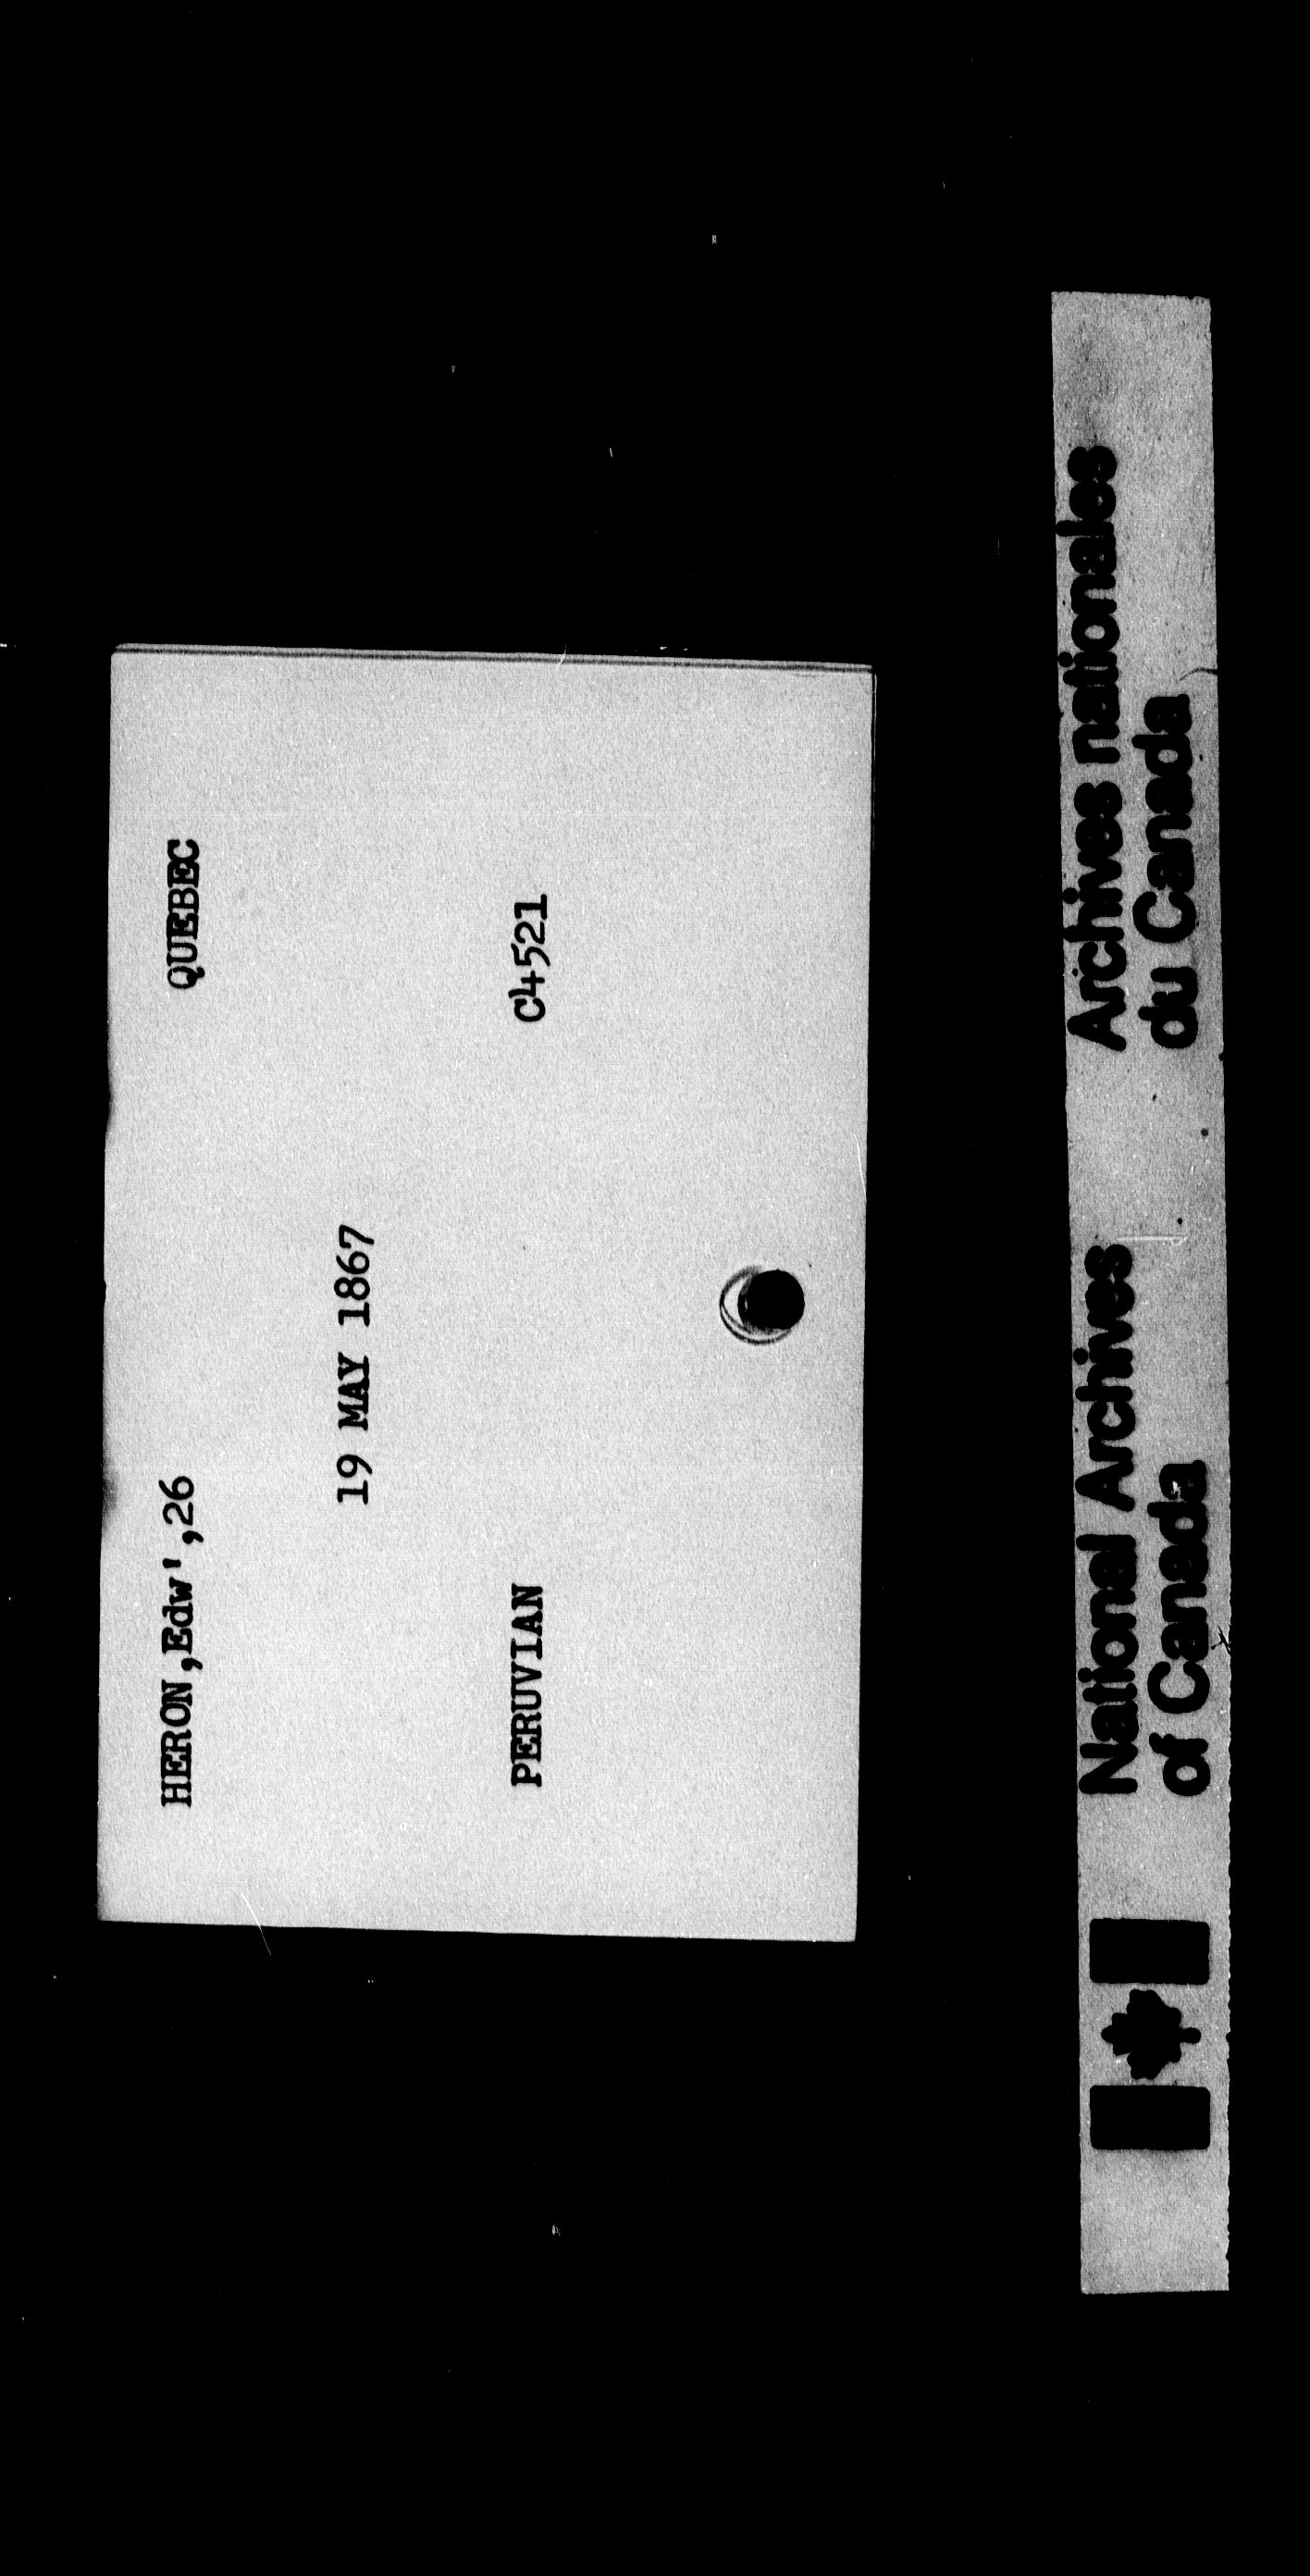 HERON,Edw',26 QUEBEC
19 MAY 1867
PERUVIAN C4521
National Archives Archives nationales
of Canada du Canada